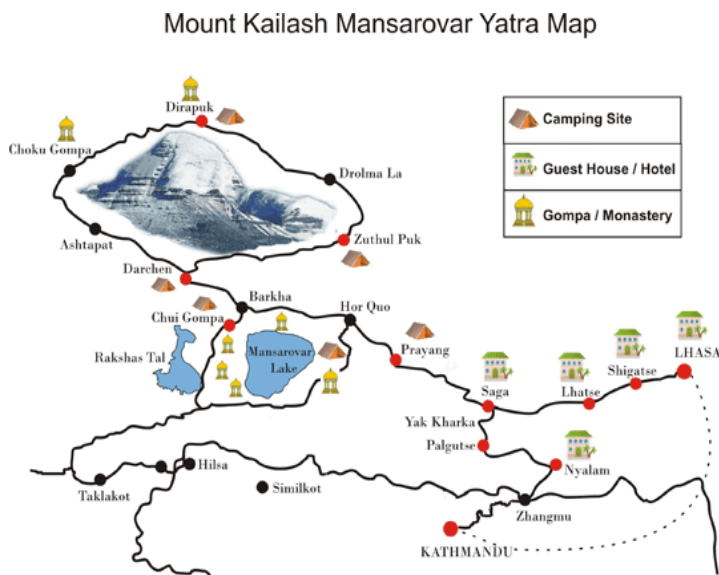 Mount Kailash Mansarovar Yatra Map
Camping Site
Guest House / Hotel
Gompa / Monastery
Dirapuk
Choku Gompa
Drolma La
Ashtapat
Zuthul Puk
Darchen
Barkha
Hor Quo
Chui Gompa
Rakshas Tal
Mansarovar
Lake
Prayang
Saga
Lhatse
Shigatse
LHASA
Yak Kharka
Palgutse
Nyalam
Hilsa
Taklakot
Similkot
Zhangmu
KATHMANDU